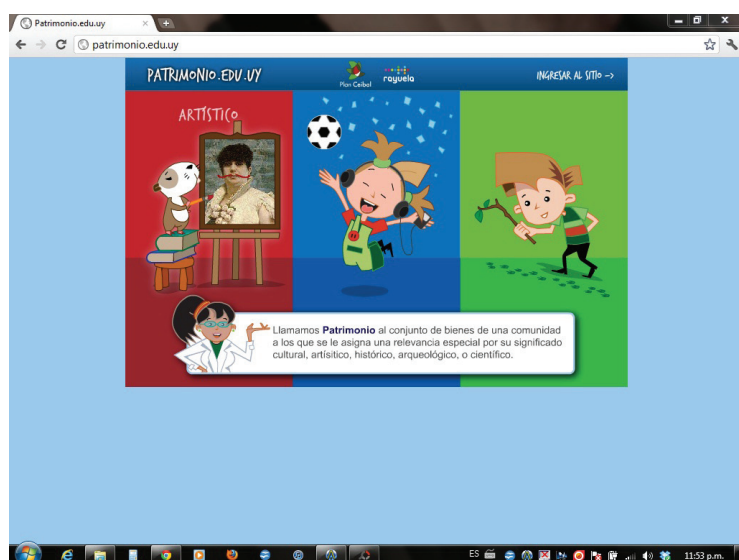 Patrimonio.edu.uy
patrimonio.edu.uy
PATRIMONIO.EDU.UY
Plan Ceibal
rayuela
INGRESAR AL SITIO -->
ARTÍSTICO
Llamamos Patrimonio al conjunto de bienes de una comunidad
a los que se le asigna una relevancia especial por su significado
cultural, artísitico, histórico, arqueológico, o científico.
ES
11:53 p.m.